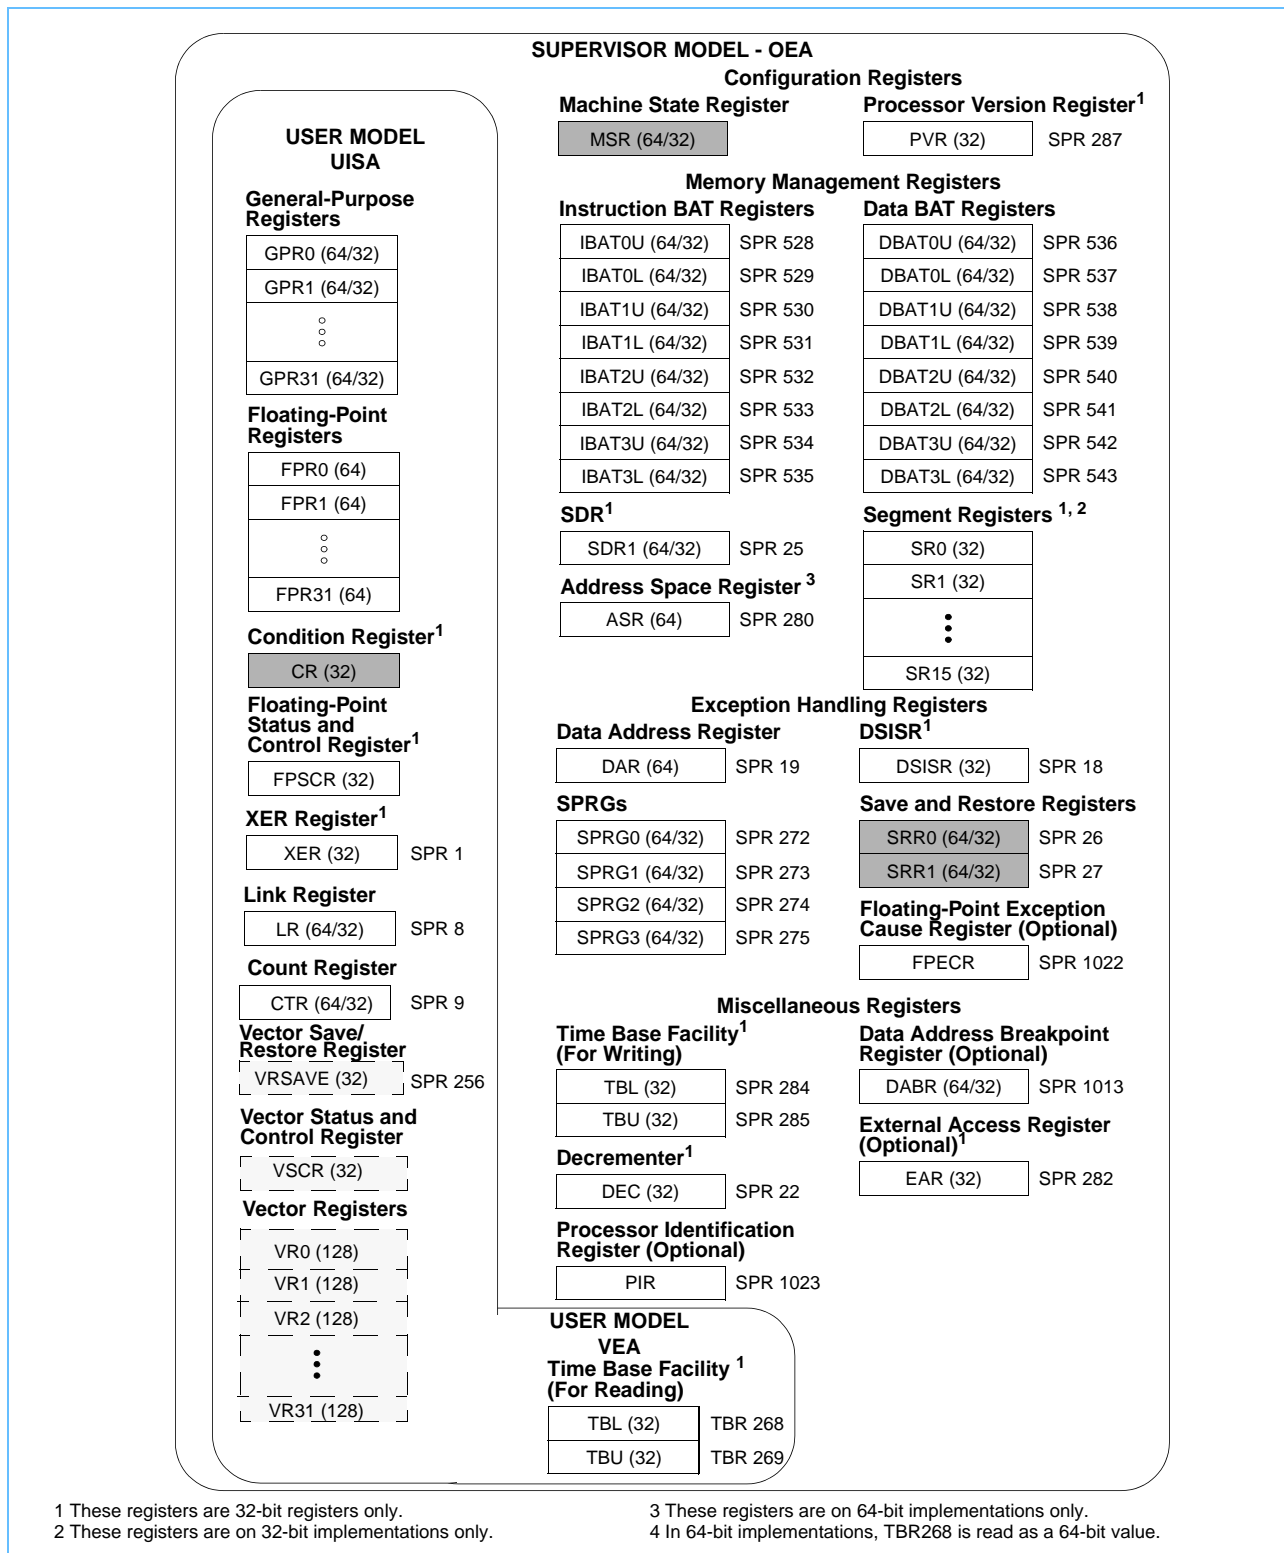 SUPERVISOR MODEL - OEA
Configuration Registers
Machine State Register
MSR (64/32)
Processor Version Register1
PVR (32) SPR 287
USER MODEL
UISA
General-Purpose
Registers
GPR0 (64/32)
GPR1 (64/32)
GPR31 (64/32)
Floating-Point
Registers
FPR0 (64)
FPR1 (64)
FPR31 (64)
Condition Register1
CR (32)
Floating-Point
Status and
Control Register1
FPSCR (32)
XER Register1
XER (32) SPR 1
Link Register
LR (64/32) SPR 8
Count Register
CTR (64/32) SPR 9
Vector Save/
Restore Register
VRSAVE (32) SPR 256
Vector Status and
Control Register
VSCR (32)
Vector Registers
VR0 (128)
VR1 (128)
VR2 (128)
VR31 (128)
Memory Management Registers
Instruction BAT Registers
IBAT0U (64/32) SPR 528
IBAT0L (64/32) SPR 529
IBAT1U (64/32) SPR 530
IBAT1L (64/32) SPR 531
IBAT2U (64/32) SPR 532
IBAT2L (64/32) SPR 533
IBAT3U (64/32) SPR 534
IBAT3L (64/32) SPR 535
Data BAT Registers
DBAT0U (64/32) SPR 536
DBAT0L (64/32) SPR 537
DBAT1U (64/32) SPR 538
DBAT1L (64/32) SPR 539
DBAT2U (64/32) SPR 540
DBAT2L (64/32) SPR 541
DBAT3U (64/32) SPR 542
DBAT3L (64/32) SPR 543
SDR1
SDR1 (64/32) SPR 25
Address Space Register 3
ASR (64) SPR 280
Segment Registers 1, 2
SR0 (32)
SR1 (32)
SR15 (32)
Exception Handling Registers
Data Address Register
DAR (64) SPR 19
DSISR1
DSISR (32) SPR 18
SPRGs
SPRG0 (64/32) SPR 272
SPRG1 (64/32) SPR 273
SPRG2 (64/32) SPR 274
SPRG3 (64/32) SPR 275
Save and Restore Registers
SRR0 (64/32) SPR 26
SRR1 (64/32) SPR 27
Floating-Point Exception
Cause Register (Optional)
FPECR SPR 1022
Miscellaneous Registers
Time Base Facility1
(For Writing)
TBL (32) SPR 284
TBU (32) SPR 285
Decrementer1
DEC (32) SPR 22
Processor Identification
Register (Optional)
PIR SPR 1023
Data Address Breakpoint
Register (Optional)
DABR (64/32) SPR 1013
External Access Register
(Optional)1
EAR (32) SPR 282
USER MODEL
VEA
Time Base Facility 1
(For Reading)
TBL (32) TBR 268
TBU (32) TBR 269
1 These registers are 32-bit registers only.
2 These registers are on 32-bit implementations only.
3 These registers are on 64-bit implementations only.
4 In 64-bit implementations, TBR268 is read as a 64-bit value.